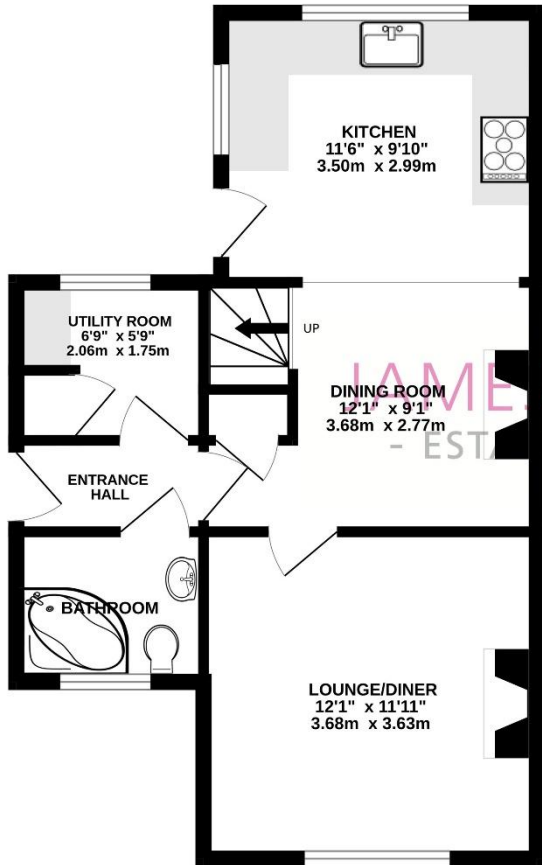 KITCHEN
11'6" x 9'10"
3.50m x 2.99m
UTILITY ROOM
6'9" x 5'9"
2.06m x 1.75m
UP
DINING ROOM
12'1" x 9'1"
3.68m x 2.77m
JAME
- ESTA
ENTRANCE
HALL
BATHROOM
LOUNGE/DINER
12'1" x 11'11"
3.68m x 3.63m